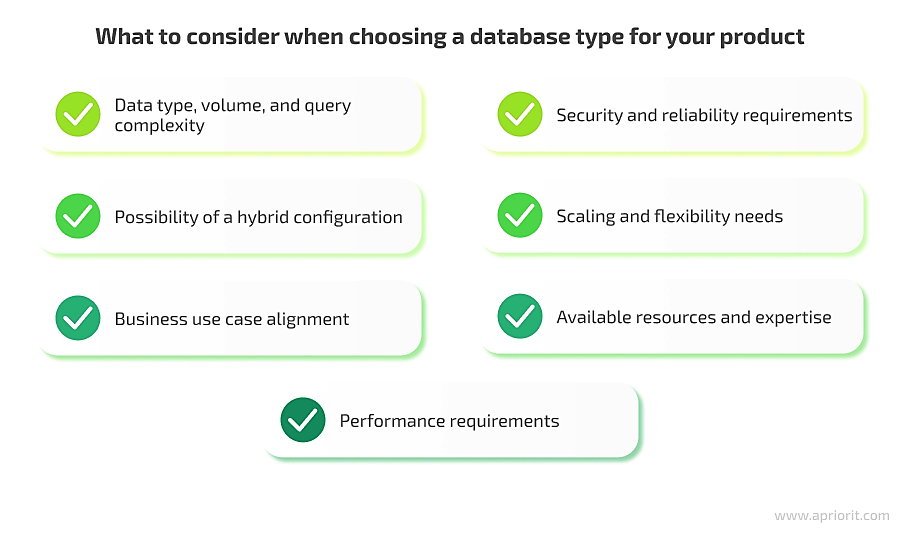 What to consider when choosing a database type for your product
Data type, volume, and query
complexity
Security and reliability requirements
Possibility of a hybrid configuration
Scaling and flexibility needs
Business use case alignment
Available resources and expertise
Performance requirements
www.apriorit.com